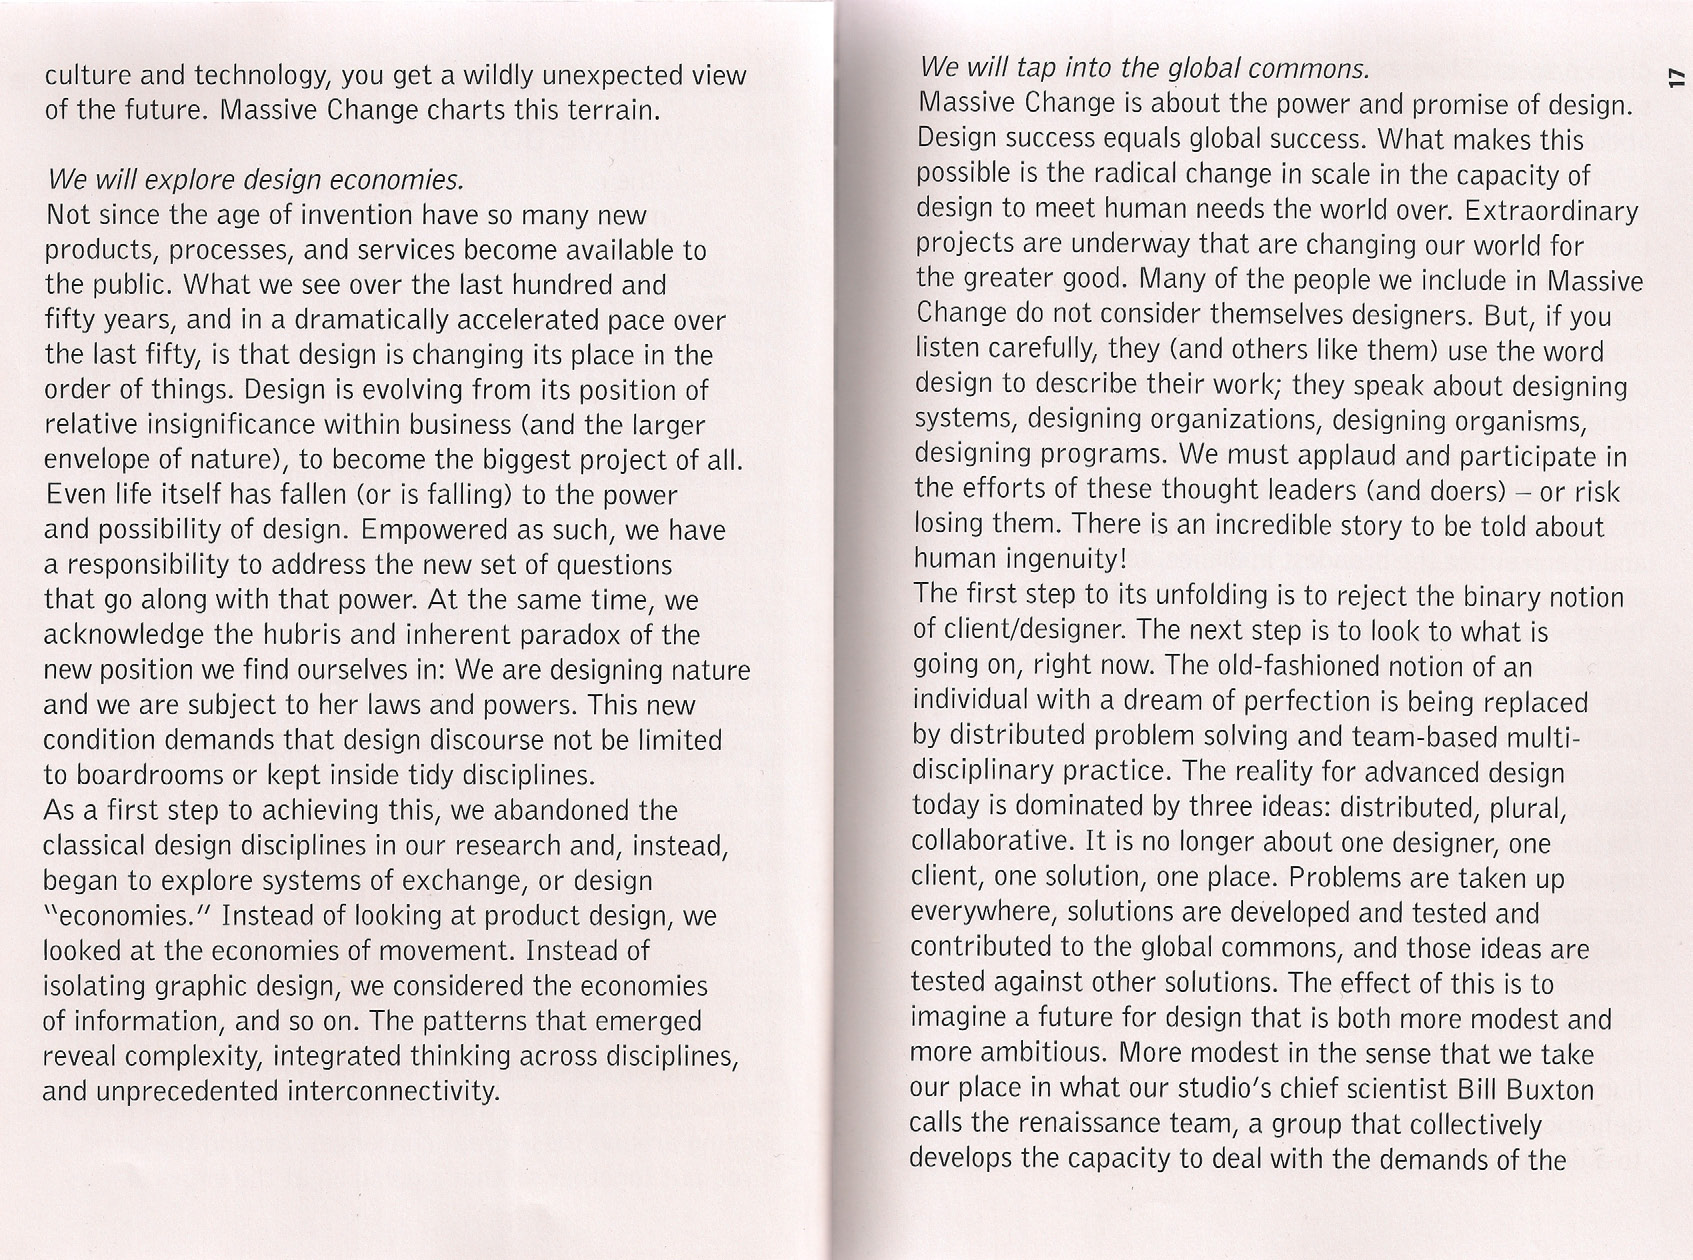 culture and technology, you get a wildly unexpected view
of the future. Massive Change charts this terrain.
We will explore design economies.
Not since the age of invention have so many new
products, processes, and services become available to
the public. What we see over the last hundred and
fifty years, and in a dramatically accelerated pace over
the last fifty, is that design is changing its place in the
order of things. Design is evolving from its position of
relative insignificance within business (and the larger
envelope of nature), to become the biggest project of all.
Even life itself has fallen (or is falling) to the power
and possibility of design. Empowered as such, we have
a responsibility to address the new set of questions
that go along with that power. At the same time, we
acknowledge the hubris and inherent paradox of the
new position we find ourselves in: We are designing nature
and we are subject to her laws and powers. This new
condition demands that design discourse not be limited
to boardrooms or kept inside tidy disciplines.
As a first step to achieving this, we abandoned the
classical design disciplines in our research and, instead,
began to explore systems of exchange, or design
“economies.” Instead of looking at product design, we
looked at the economies of movement. Instead of
isolating graphic design, we considered the economies
of information, and so on. The patterns that emerged
reveal complexity, integrated thinking across disciplines,
and unprecedented interconnectivity.
We will tap into the global commons.
Massive Change is about the power and promise of design.
Design success equals global success. What makes this
possible is the radical change in scale in the capacity of
design to meet human needs the world over. Extraordinary
projects are underway that are changing our world for
the greater good. Many of the people we include in Massive
Change do not consider themselves designers. But, if you
listen carefully, they (and others like them) use the word
design to describe their work; they speak about designing
systems, designing organizations, designing organisms,
designing programs. We must applaud and participate in
the efforts of these thought leaders (and doers) – or risk
losing them. There is an incredible story to be told about
human ingenuity!
The first step to its unfolding is to reject the binary notion
of client/designer. The next step is to look to what is
going on, right now. The old-fashioned notion of an
individual with a dream of perfection is being replaced
by distributed problem solving and team-based multi-
disciplinary practice. The reality for advanced design
today is dominated by three ideas: distributed, plural,
collaborative. It is no longer about one designer, one
client, one solution, one place. Problems are taken up
everywhere, solutions are developed and tested and
contributed to the global commons, and those ideas are
tested against other solutions. The effect of this is to
imagine a future for design that is both more modest and
more ambitious. More modest in the sense that we take
our place in what our studio’s chief scientist Bill Buxton
calls the renaissance team, a group that collectively
develops the capacity to deal with the demands of the
17